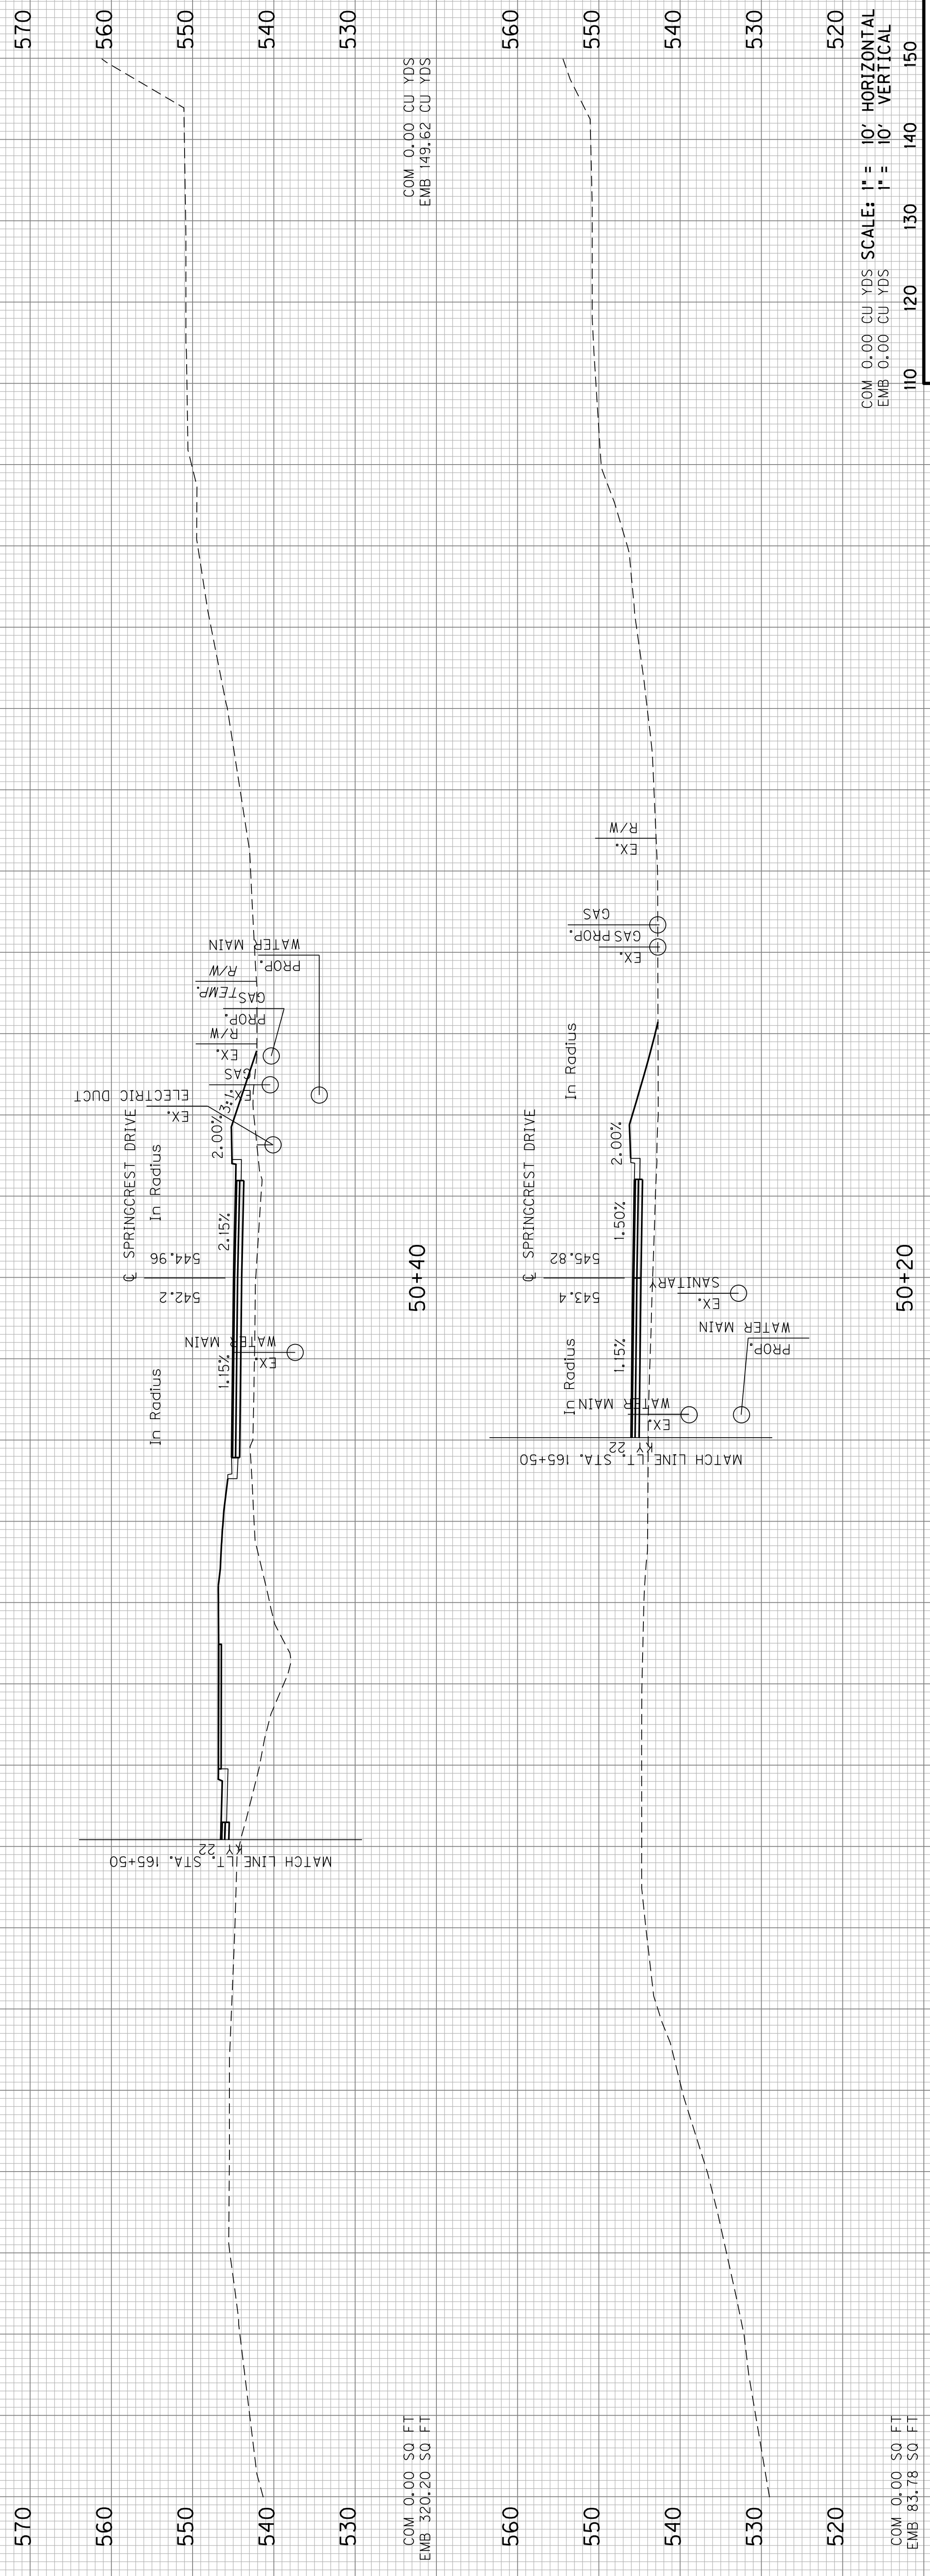 570
560
550
540
530
570
560
550
540
530
℄ SPRINGCREST DRIVE
In Radius
In Radius
542.2
544.96
1.15%
2.15%
2.00%
3:1
MATCH LINE LT. STA. 165+50
KY 22
EX.
WATER MAIN
EX.
ELECTRIC DUCT
EX.
GAS
EX.
R/W
PROP.
GAS
TEMP.
R/W
PROP.
WATER MAIN
COM 0.00 SQ FT
EMB 320.20 SQ FT
50+40
COM 0.00 CU YDS
EMB 149.62 CU YDS
560
550
540
530
520
560
550
540
530
520
℄ SPRINGCREST DRIVE
In Radius
In Radius
543.4
545.82
1.15%
1.50%
2.00%
MATCH LINE LT. STA. 165+50
KY 22
EX.
WATER MAIN
PROP.
WATER MAIN
EX.
SANITARY
EX.
GAS
PROP.
GAS
EX.
R/W
COM 0.00 SQ FT
EMB 83.78 SQ FT
50+20
COM 0.00 CU YDS
EMB 0.00 CU YDS
SCALE: 1" = 10' HORIZONTAL
1" = 10' VERTICAL
110
120
130
140
150